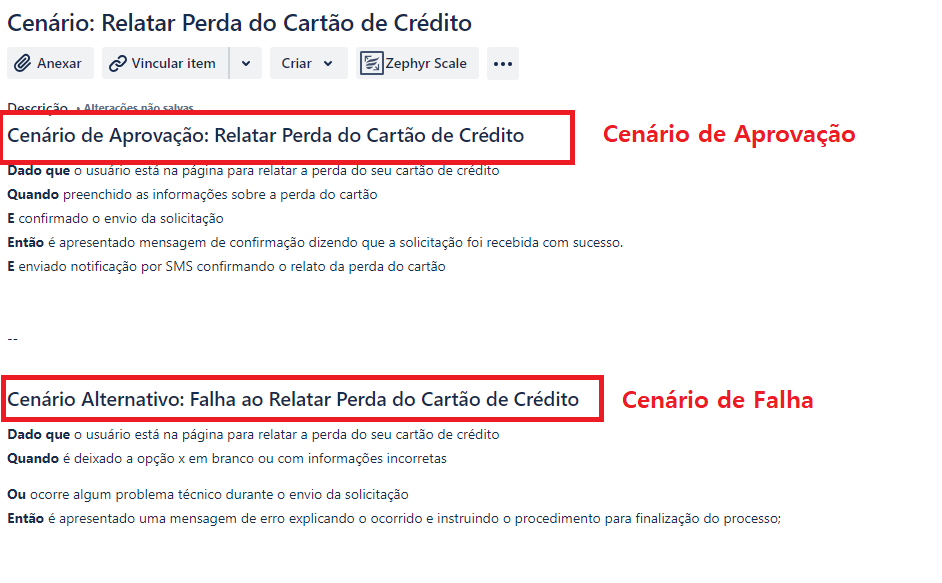 Cenário: Relatar Perda do Cartão de Crédito
Anexar
Vincular item
Criar
Zephyr Scale
Descrição • Alterações não salvas
Cenário de Aprovação: Relatar Perda do Cartão de Crédito
Cenário de Aprovação
Dado que o usuário está na página para relatar a perda do seu cartão de crédito
Quando preenchido as informações sobre a perda do cartão
E confirmado o envio da solicitação
Então é apresentado mensagem de confirmação dizendo que a solicitação foi recebida com sucesso.
E enviado notificação por SMS confirmando o relato da perda do cartão
--
Cenário Alternativo: Falha ao Relatar Perda do Cartão de Crédito
Cenário de Falha
Dado que o usuário está na página para relatar a perda do seu cartão de crédito
Quando é deixado a opção x em branco ou com informações incorretas
Ou ocorre algum problema técnico durante o envio da solicitação
Então é apresentado uma mensagem de erro explicando o ocorrido e instruindo o procedimento para finalização do processo;